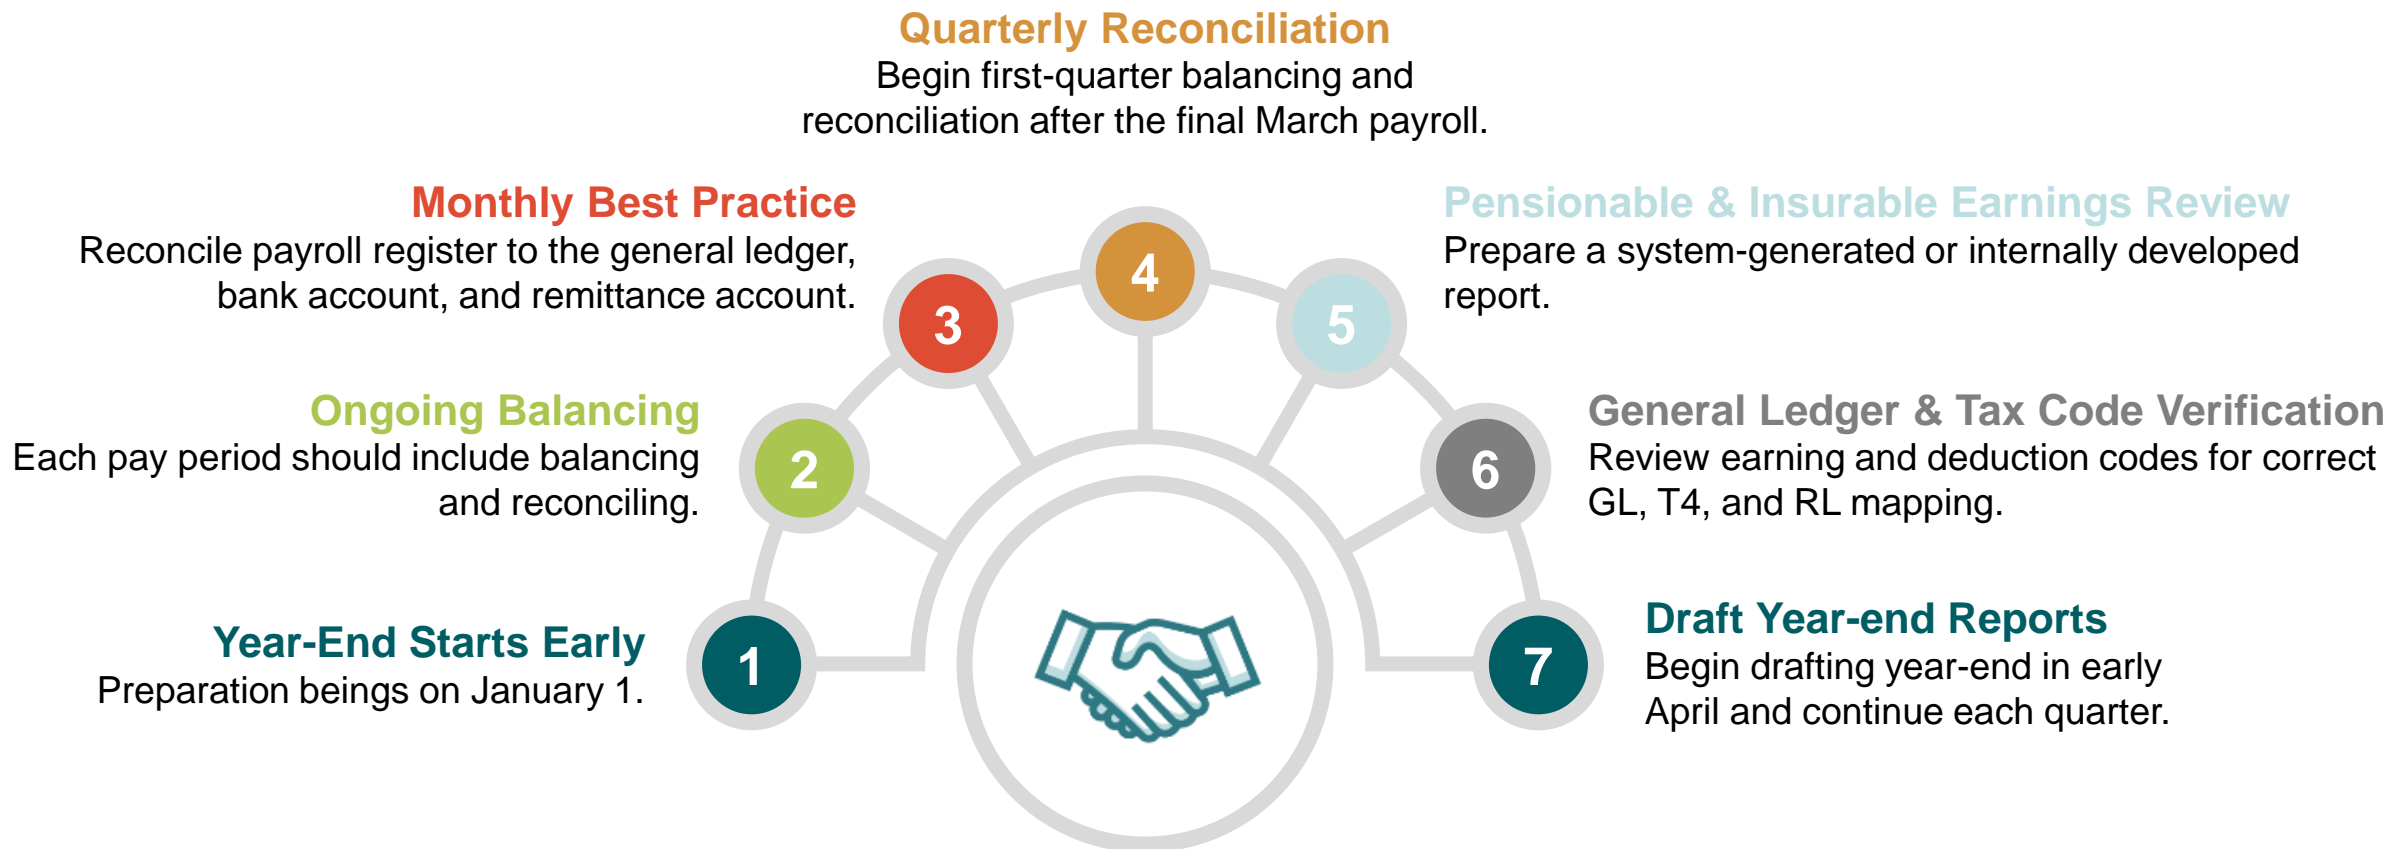 Quarterly Reconciliation
Begin first-quarter balancing and
reconciliation after the final March payroll.
Monthly Best Practice
Reconcile payroll register to the general ledger,
bank account, and remittance account.
Pensionable & Insurable Earnings Review
Prepare a system-generated or internally developed
report.
Ongoing Balancing
Each pay period should include balancing
and reconciling.
General Ledger & Tax Code Verification
Review earning and deduction codes for correct
GL, T4, and RL mapping.
Year-End Starts Early
Preparation beings on January 1.
Draft Year-end Reports
Begin drafting year-end in early
April and continue each quarter.
1
2
3
4
5
6
7